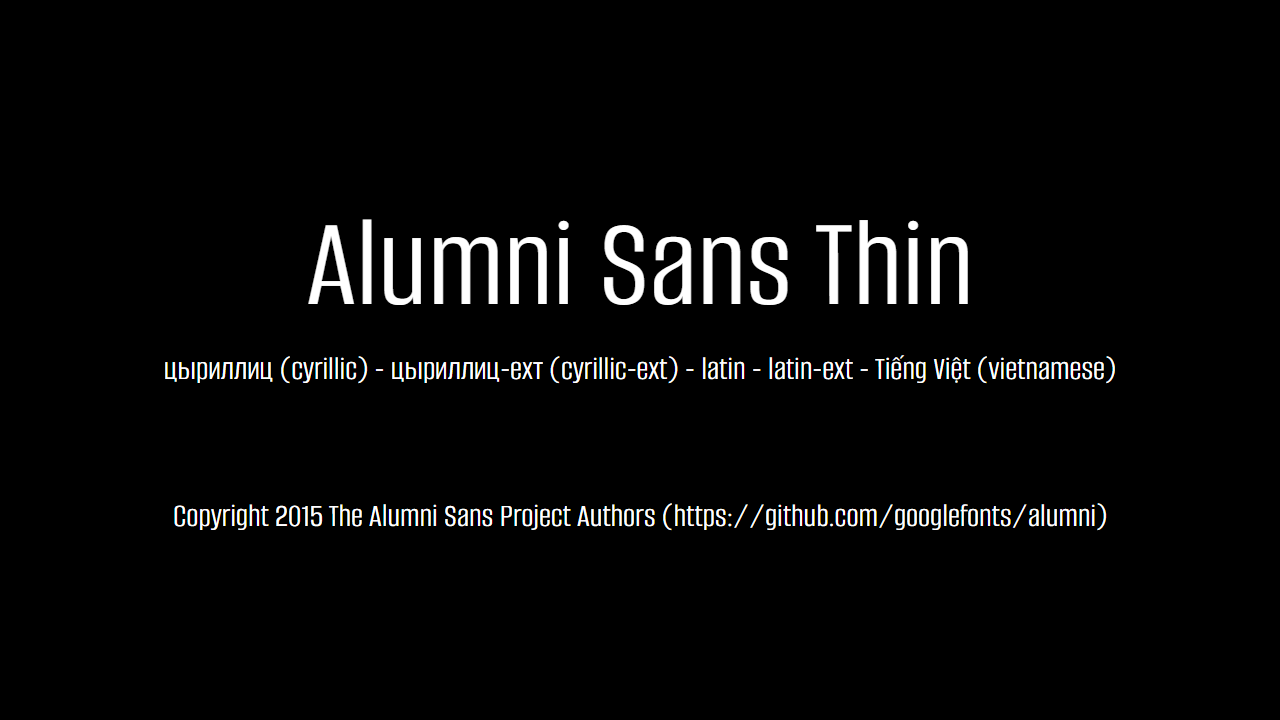 Alumni Sans Thin
цыриллиц (cyrillic) - цыриллиц-ехт (cyrillic-ext) - latin - latin-ext - Tiếng Việt (vietnamese)
Copyright 2015 The Alumni Sans Project Authors (https://github.com/googlefonts/alumni)